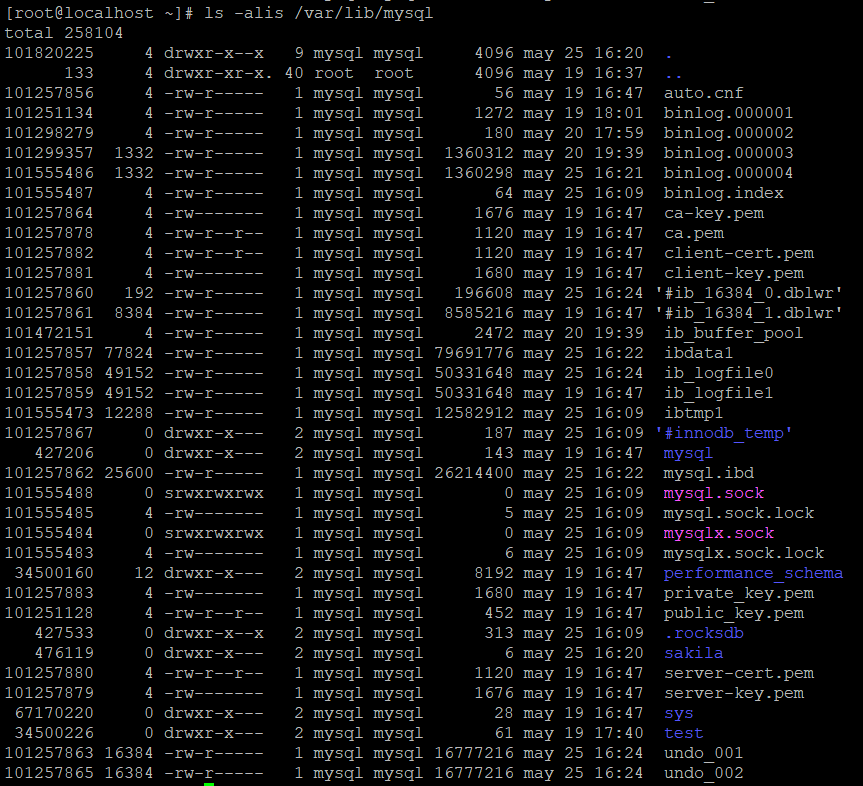 [root@localhost ~]# ls -alis /var/lib/mysql
total 258104
101820225     4 drwxr-x--x   9 mysql mysql     4096 may 25 16:20  .
      133     4 drwxr-xr-x. 40 root  root      4096 may 19 16:37  ..
101257856     4 -rw-r-----   1 mysql mysql       56 may 19 16:47  auto.cnf
101251134     4 -rw-r-----   1 mysql mysql     1272 may 19 18:01  binlog.000001
101298279     4 -rw-r-----   1 mysql mysql      180 may 20 17:59  binlog.000002
101299357  1332 -rw-r-----   1 mysql mysql  1360312 may 20 19:39  binlog.000003
101555486  1332 -rw-r-----   1 mysql mysql  1360298 may 25 16:21  binlog.000004
101555487     4 -rw-r-----   1 mysql mysql       64 may 25 16:09  binlog.index
101257864     4 -rw-------   1 mysql mysql     1676 may 19 16:47  ca-key.pem
101257878     4 -rw-r--r--   1 mysql mysql     1120 may 19 16:47  ca.pem
101257882     4 -rw-r--r--   1 mysql mysql     1120 may 19 16:47  client-cert.pem
101257881     4 -rw-------   1 mysql mysql     1680 may 19 16:47  client-key.pem
101257860   192 -rw-r-----   1 mysql mysql   196608 may 25 16:24 '#ib_16384_0.dblwr'
101257861  8384 -rw-r-----   1 mysql mysql  8585216 may 19 16:47 '#ib_16384_1.dblwr'
101472151     4 -rw-r-----   1 mysql mysql     2472 may 20 19:39  ib_buffer_pool
101257857 77824 -rw-r-----   1 mysql mysql 79691776 may 25 16:22  ibdata1
101257858 49152 -rw-r-----   1 mysql mysql 50331648 may 25 16:24  ib_logfile0
101257859 49152 -rw-r-----   1 mysql mysql 50331648 may 19 16:47  ib_logfile1
101555473 12288 -rw-r-----   1 mysql mysql 12582912 may 25 16:09  ibtmp1
101257867     0 drwxr-x---   2 mysql mysql      187 may 25 16:09 '#innodb_temp'
   427206     0 drwxr-x---   2 mysql mysql      143 may 19 16:47  mysql
101257862 25600 -rw-r-----   1 mysql mysql 26214400 may 25 16:22  mysql.ibd
101555488     0 srwxrwxrwx   1 mysql mysql        0 may 25 16:09  mysql.sock
101555485     4 -rw-------   1 mysql mysql        5 may 25 16:09  mysql.sock.lock
101555484     0 srwxrwxrwx   1 mysql mysql        0 may 25 16:09  mysqlx.sock
101555483     4 -rw-------   1 mysql mysql        6 may 25 16:09  mysqlx.sock.lock
 34500160    12 drwxr-x---   2 mysql mysql     8192 may 19 16:47  performance_schema
101257883     4 -rw-------   1 mysql mysql     1680 may 19 16:47  private_key.pem
101251128     4 -rw-r--r--   1 mysql mysql      452 may 19 16:47  public_key.pem
   427533     0 drwxr-x--x   2 mysql mysql      313 may 25 16:09  .rocksdb
   476119     0 drwxr-x---   2 mysql mysql        6 may 25 16:20  sakila
101257880     4 -rw-r--r--   1 mysql mysql     1120 may 19 16:47  server-cert.pem
101257879     4 -rw-------   1 mysql mysql     1676 may 19 16:47  server-key.pem
 67170220     0 drwxr-x---   2 mysql mysql       28 may 19 16:47  sys
 34500226     0 drwxr-x---   2 mysql mysql       61 may 19 17:40  test
101257863 16384 -rw-r-----   1 mysql mysql 16777216 may 25 16:24  undo_001
101257865 16384 -rw-r-----   1 mysql mysql 16777216 may 25 16:24  undo_002